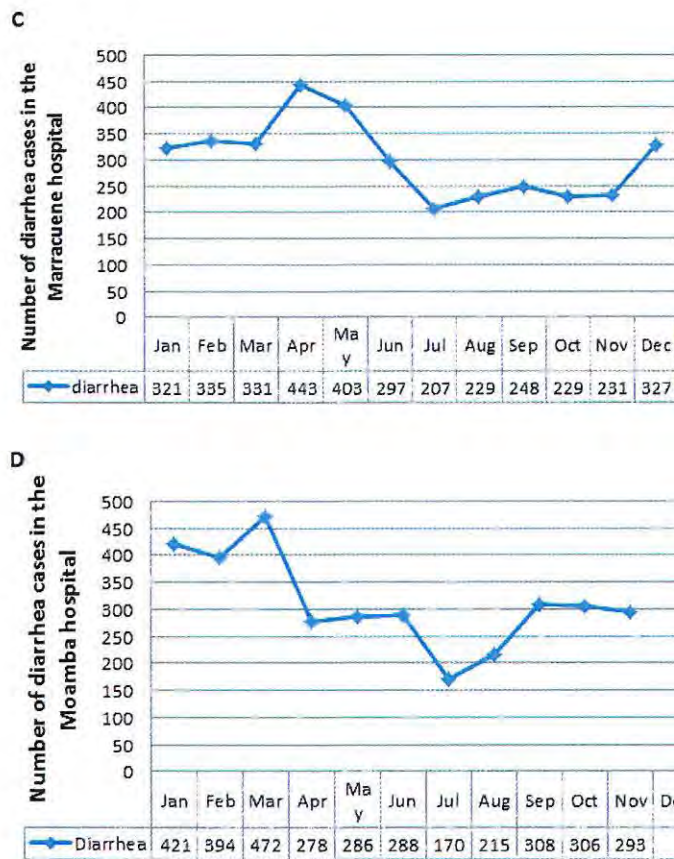 C
Number of diarrhea cases in the
Marracuene hospital
500
450
400
350
300
250
200
150
100
50
0
Jan Feb Mar Apr Ma Jun Jul Aug Sep Oct Nov Dec
y
diarrhea 321 335 331 443 403 297 207 229 248 229 231 327
D
Number of diarrhea cases in the
Moamba hospital
500
450
400
350
300
250
200
150
100
50
0
Jan Feb Mar Apr Ma Jun Jul Aug Sep Oct Nov
y
Diarrhea 421 394 472 278 286 288 170 215 308 306 293